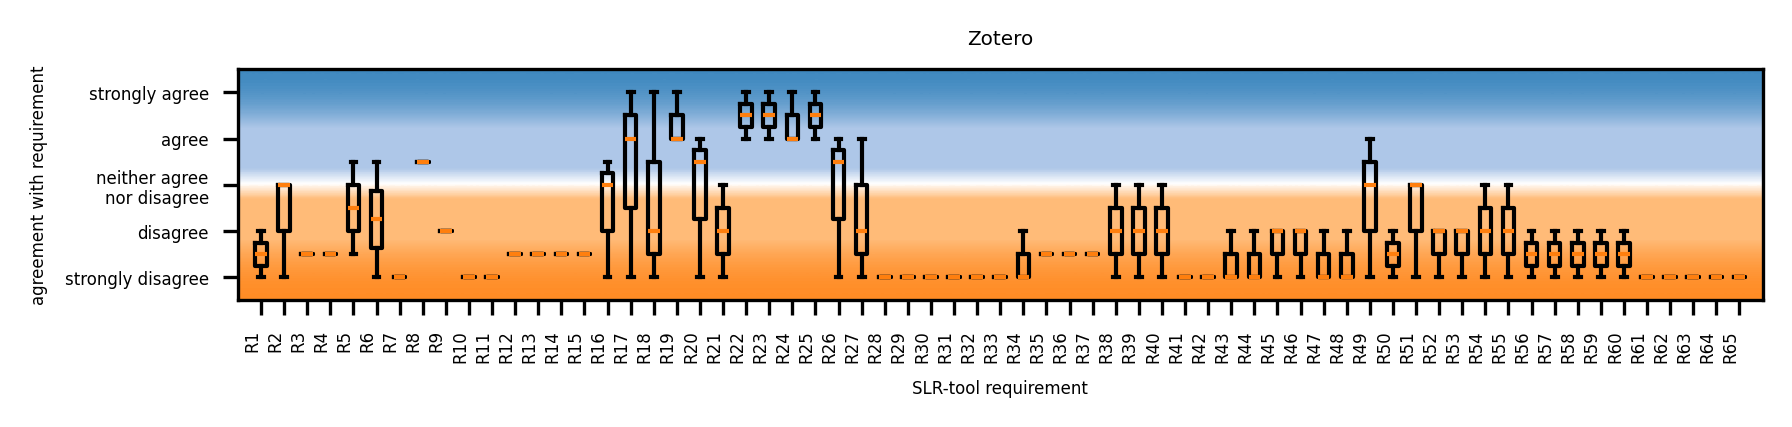 Zotero
agreement with requirement
strongly agree
agree
neither agree
nor disagree
disagree
strongly disagree
R1
R2
R3
R4
R5
R6
R7
R8
R9
R10
R11
R12
R13
R14
R15
R16
R17
R18
R19
R20
R21
R22
R23
R24
R25
R26
R27
R28
R29
R30
R31
R32
R33
R34
R35
R36
R37
R38
R39
R40
R41
R42
R43
R44
R45
R46
R47
R48
R49
R50
R51
R52
R53
R54
R55
R56
R57
R58
R59
R60
R61
R62
R63
R64
R65
SLR-tool requirement